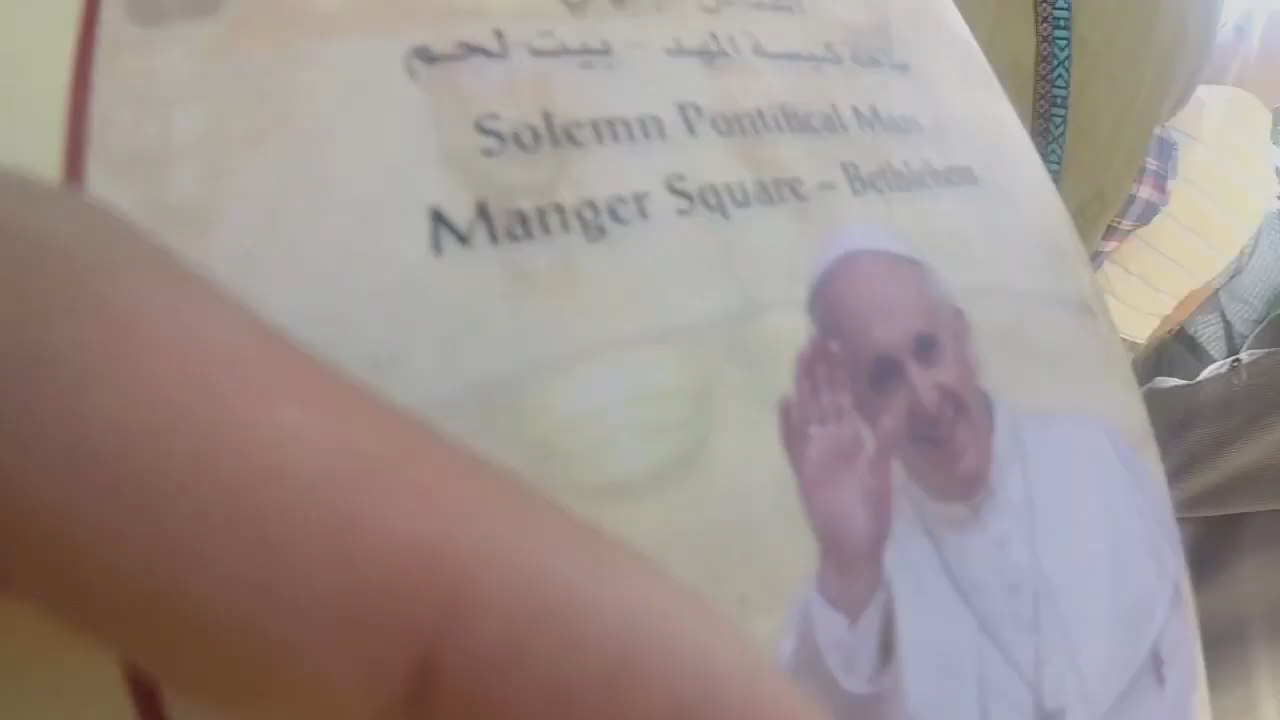 ساحة كنيسة المهد - بيت لحم
Solemn Pontifical Mass
Manger Square – Bethlehem